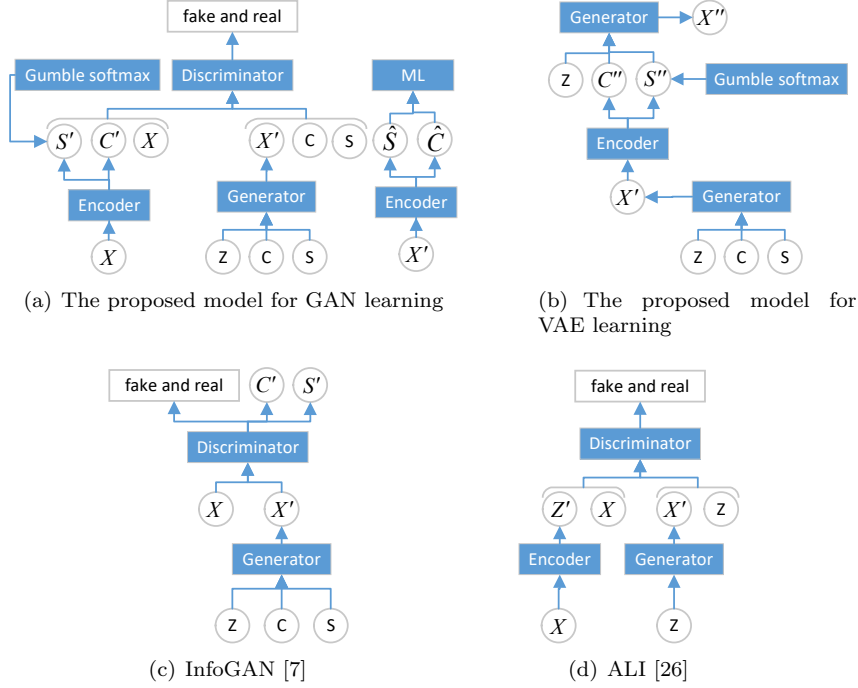 fake and real
Gumble softmax
Discriminator
ML
S′ C′ X
X′ C S
Ŝ Ĉ
Encoder
Generator
Encoder
X
Z C S
X′
(a) The proposed model for GAN learning
Generator
X′′
Z C′′ S′′
Gumble softmax
Encoder
X′
Generator
Z C S
(b) The proposed model for
VAE learning
fake and real
C′ S′
Discriminator
X X′
Generator
Z C S
(c) InfoGAN [7]
fake and real
Discriminator
Z′ X
X′ Z
Encoder
Generator
X
Z
(d) ALI [26]